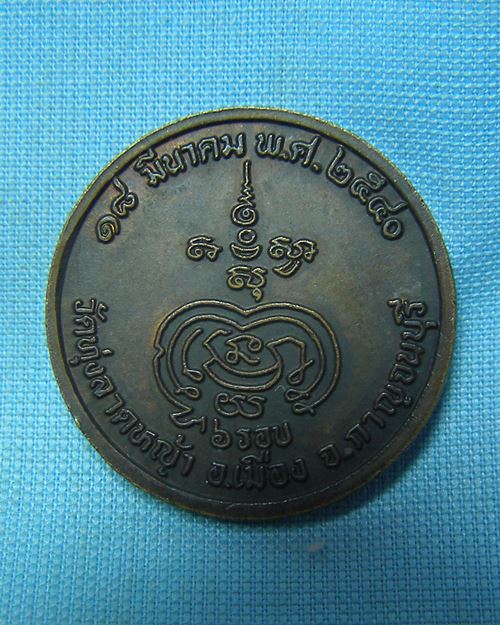 ๑๘ มีนาคม พ.ศ. ๒๕๔๐
๖ รอบ
วัดทุ่งลาดหญ้า อ.เมือง จ.กาญจนบุรี